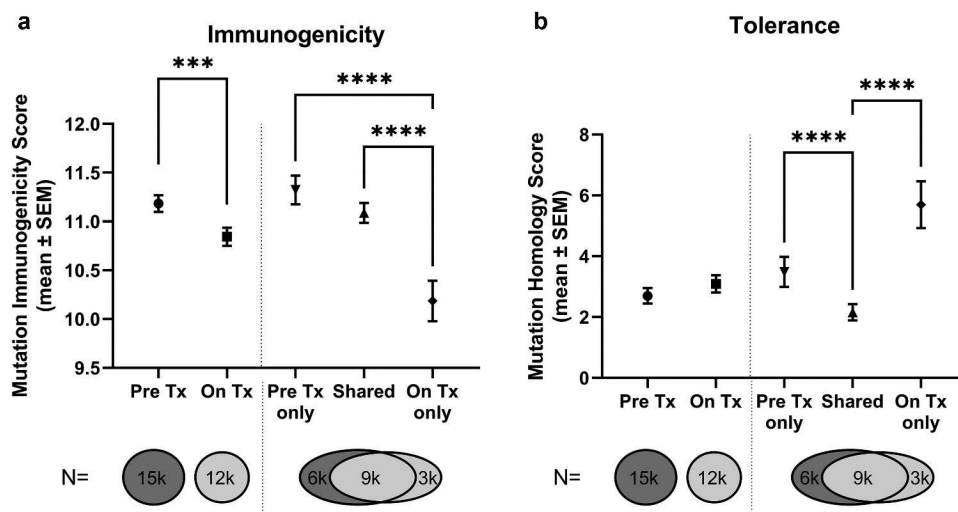 a
Immunogenicity
***
****
****
Mutation Immunogenicity Score
(mean ± SEM)
12.0
11.5
11.0
10.5
10.0
9.5
Pre Tx On Tx Pre Tx only Shared On Tx only
N= 15k 12k 6k 9k 3k
b
Tolerance
****
****
Mutation Homology Score
(mean ± SEM)
8
6
4
2
0
Pre Tx On Tx Pre Tx only Shared On Tx only
N= 15k 12k 6k 9k 3k